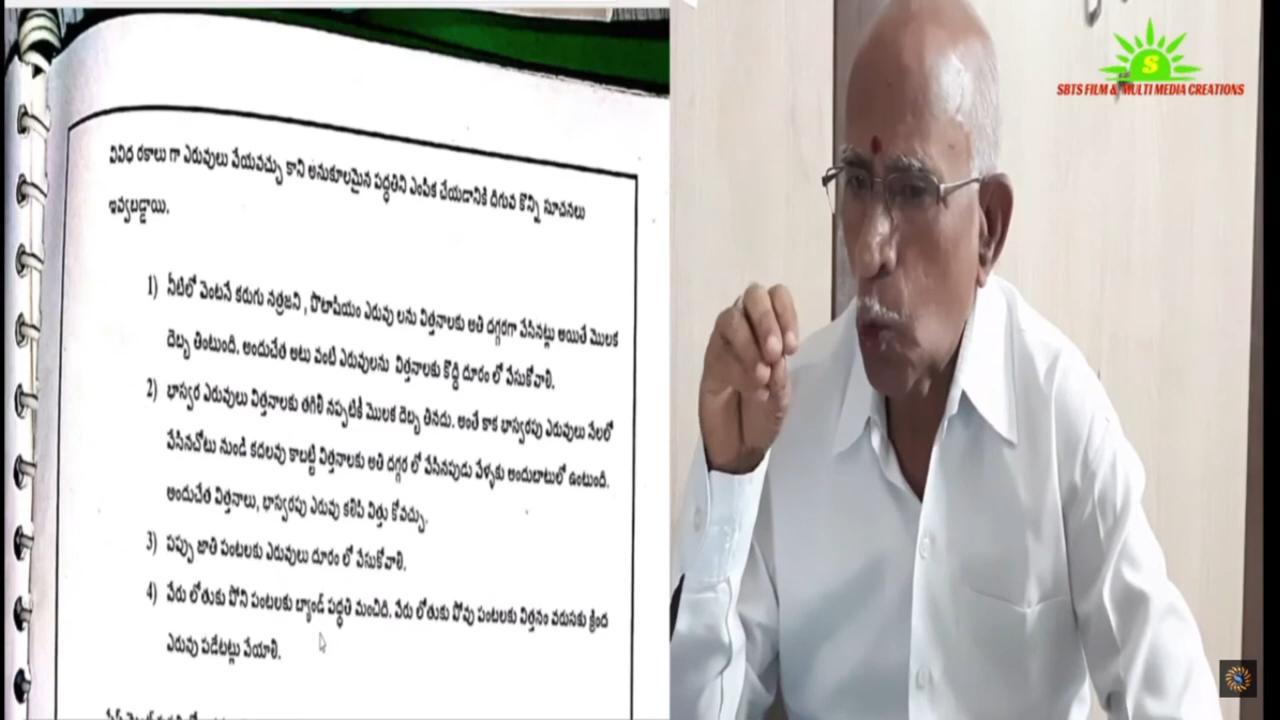 వివిధ రకాలు గా ఎరువులు వేయవచ్చు కాని అనుకూలమైన పద్ధతిని ఎంపిక చేయడానికి దిగువ కొన్ని సూచనలు
ఇవ్వబడ్డాయి.
1) నీటిలో వెంటనే కరుగు నత్రజని , పొటాషియం ఎరువు లను విత్తనాలకు అతి దగ్గరగా వేసినట్లు అయితే మొలక
దెబ్బ తింటుంది. అందుచేత అటు వంటి ఎరువులను విత్తనాలకు కొద్ది దూరం లో వేసుకోవాలి.
2) భాస్వర ఎరువులు విత్తనాలకు తగిలి నప్పటికీ మొలక దెబ్బ తినదు. అంతే కాక భాస్వరపు ఎరువులు నేలలో
వేసినచోటు నుండి కదలవు కాబట్టి విత్తనాలకు అతి దగ్గర లో వేసినపుడు వేళ్ళకు అందుబాటులో ఉంటుంది.
అందుచేత విత్తనాలు, భాస్వరపు ఎరువు కలిపి విత్తు కోవచ్చు.
3) పప్పు జాతి పంటలకు ఎరువులు దూరం లో వేసుకోవాలి.
4) వేరు లోతుకు పోని పంటలకు బ్యాండ్ పద్ధతి మంచిది. వేరు లోతుకు పోవు పంటలకు విత్తనం వరుసకు క్రింద
ఎరువు పడేటట్లు వేయాలి.
S
SBTS FILM & MULTI MEDIA CREATIONS